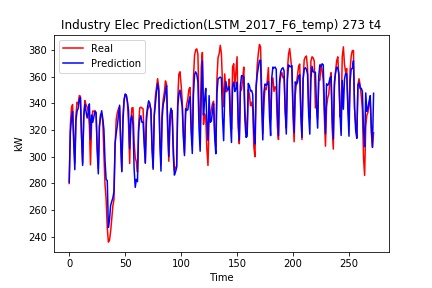 Industry Elec Prediction(LSTM_2017_F6_temp) 273 t4
Real
Prediction
kW
380
360
340
320
300
280
260
240
0 50 100 150 200 250
Time